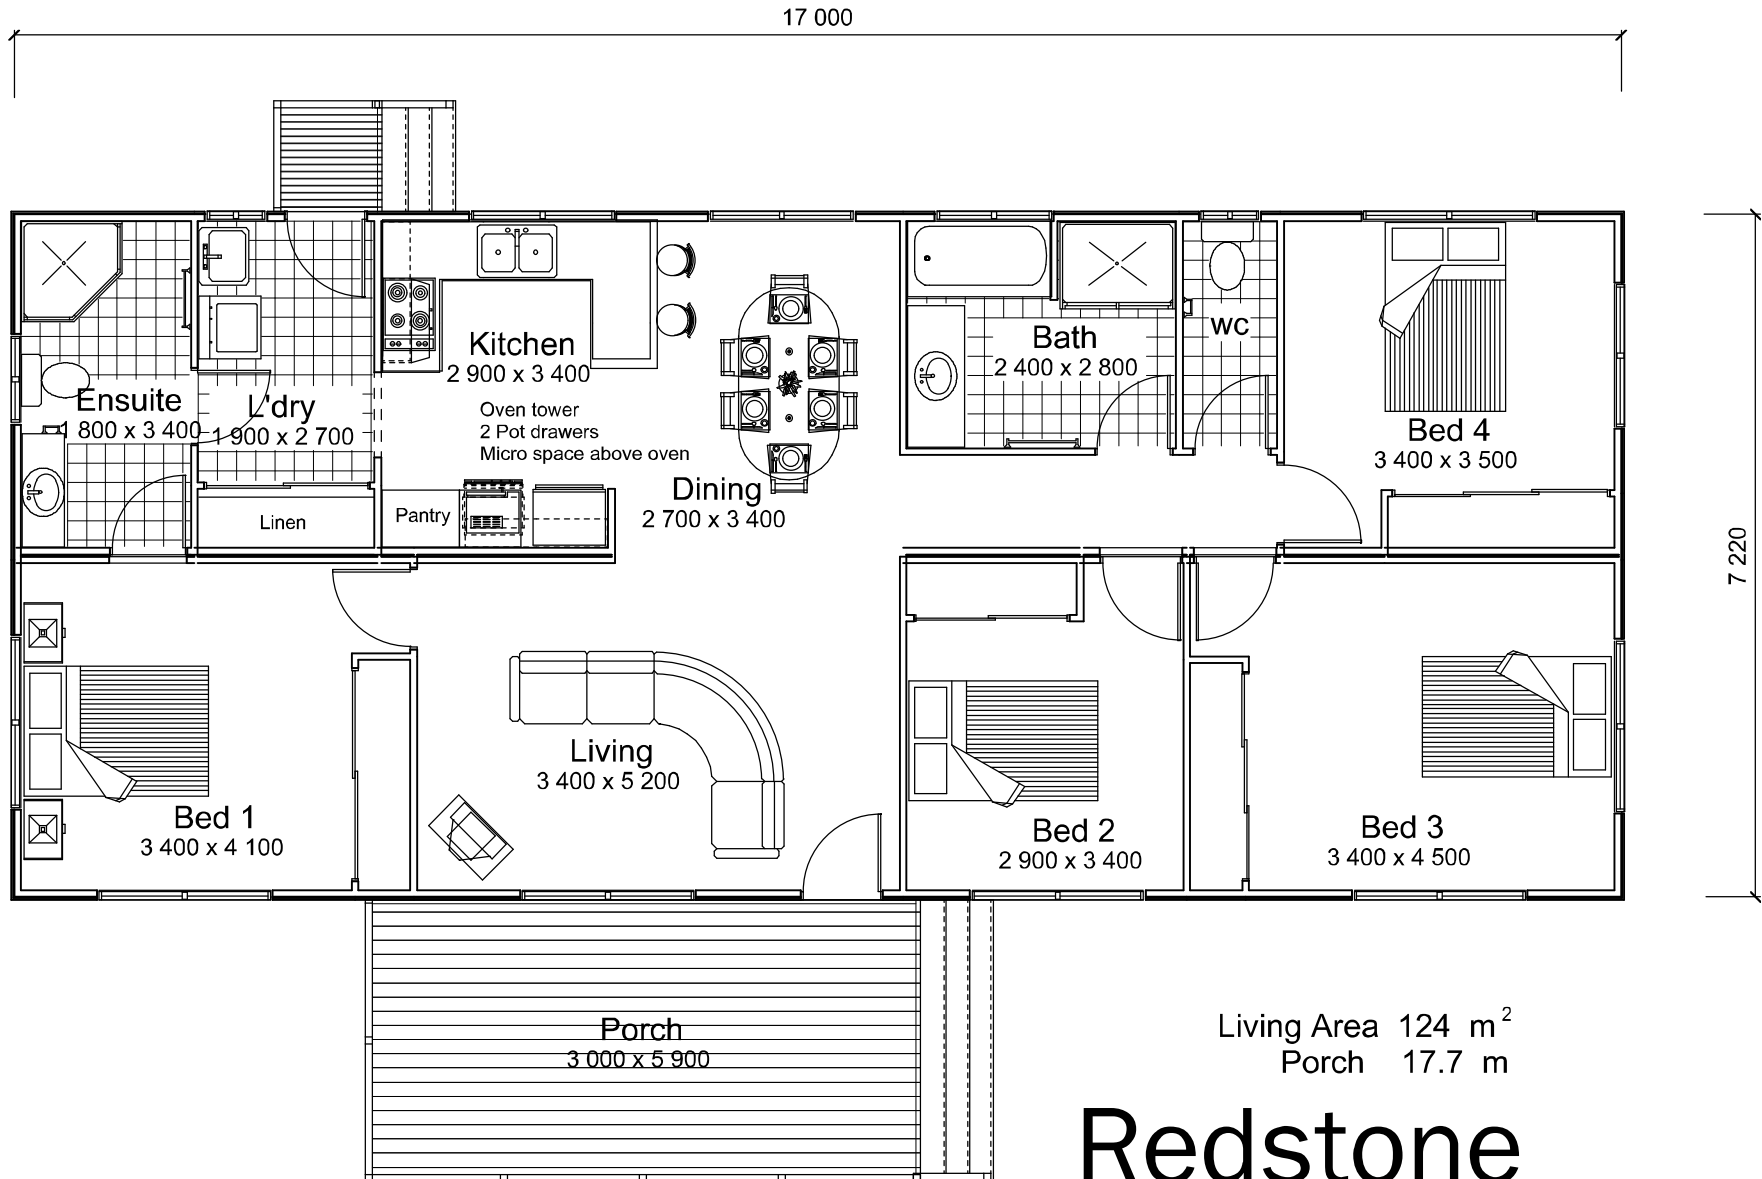 17 000
Kitchen
2 900 x 3 400
Oven tower
2 Pot drawers
Micro space above oven
Ensuite
1 800 x 3 400
L'dry
1 900 x 2 700
Linen
Pantry
Dining
2 700 x 3 400
Bath
2 400 x 2 800
WC
Bed 4
3 400 x 3 500
7 220
Living
3 400 x 5 200
Bed 1
3 400 x 4 100
Bed 2
2 900 x 3 400
Bed 3
3 400 x 4 500
Porch
3 000 x 5 900
Living Area 124 m²
Porch 17.7 m
Redstone